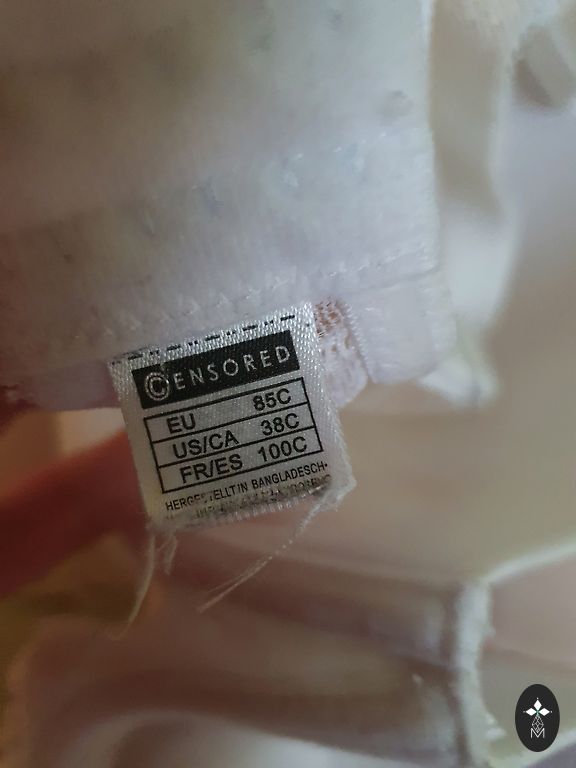 CENSORED
EU 85C
US/CA 38C
FR/ES 100C
HERGESTELLT IN BANGLADESCH•